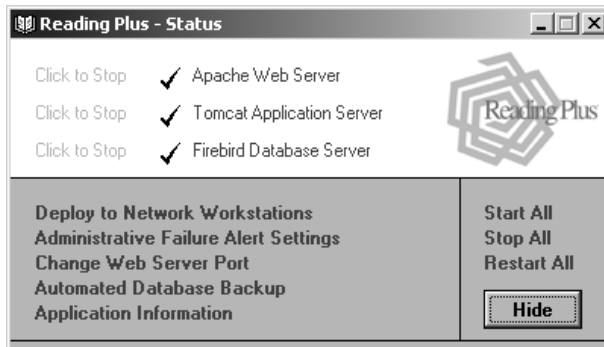 Reading Plus - Status
Click to Stop Apache Web Server
Click to Stop Tomcat Application Server
Click to Stop Firebird Database Server
Reading Plus
Deploy to Network Workstations
Administrative Failure Alert Settings
Change Web Server Port
Automated Database Backup
Application Information
Start All
Stop All
Restart All
Hide